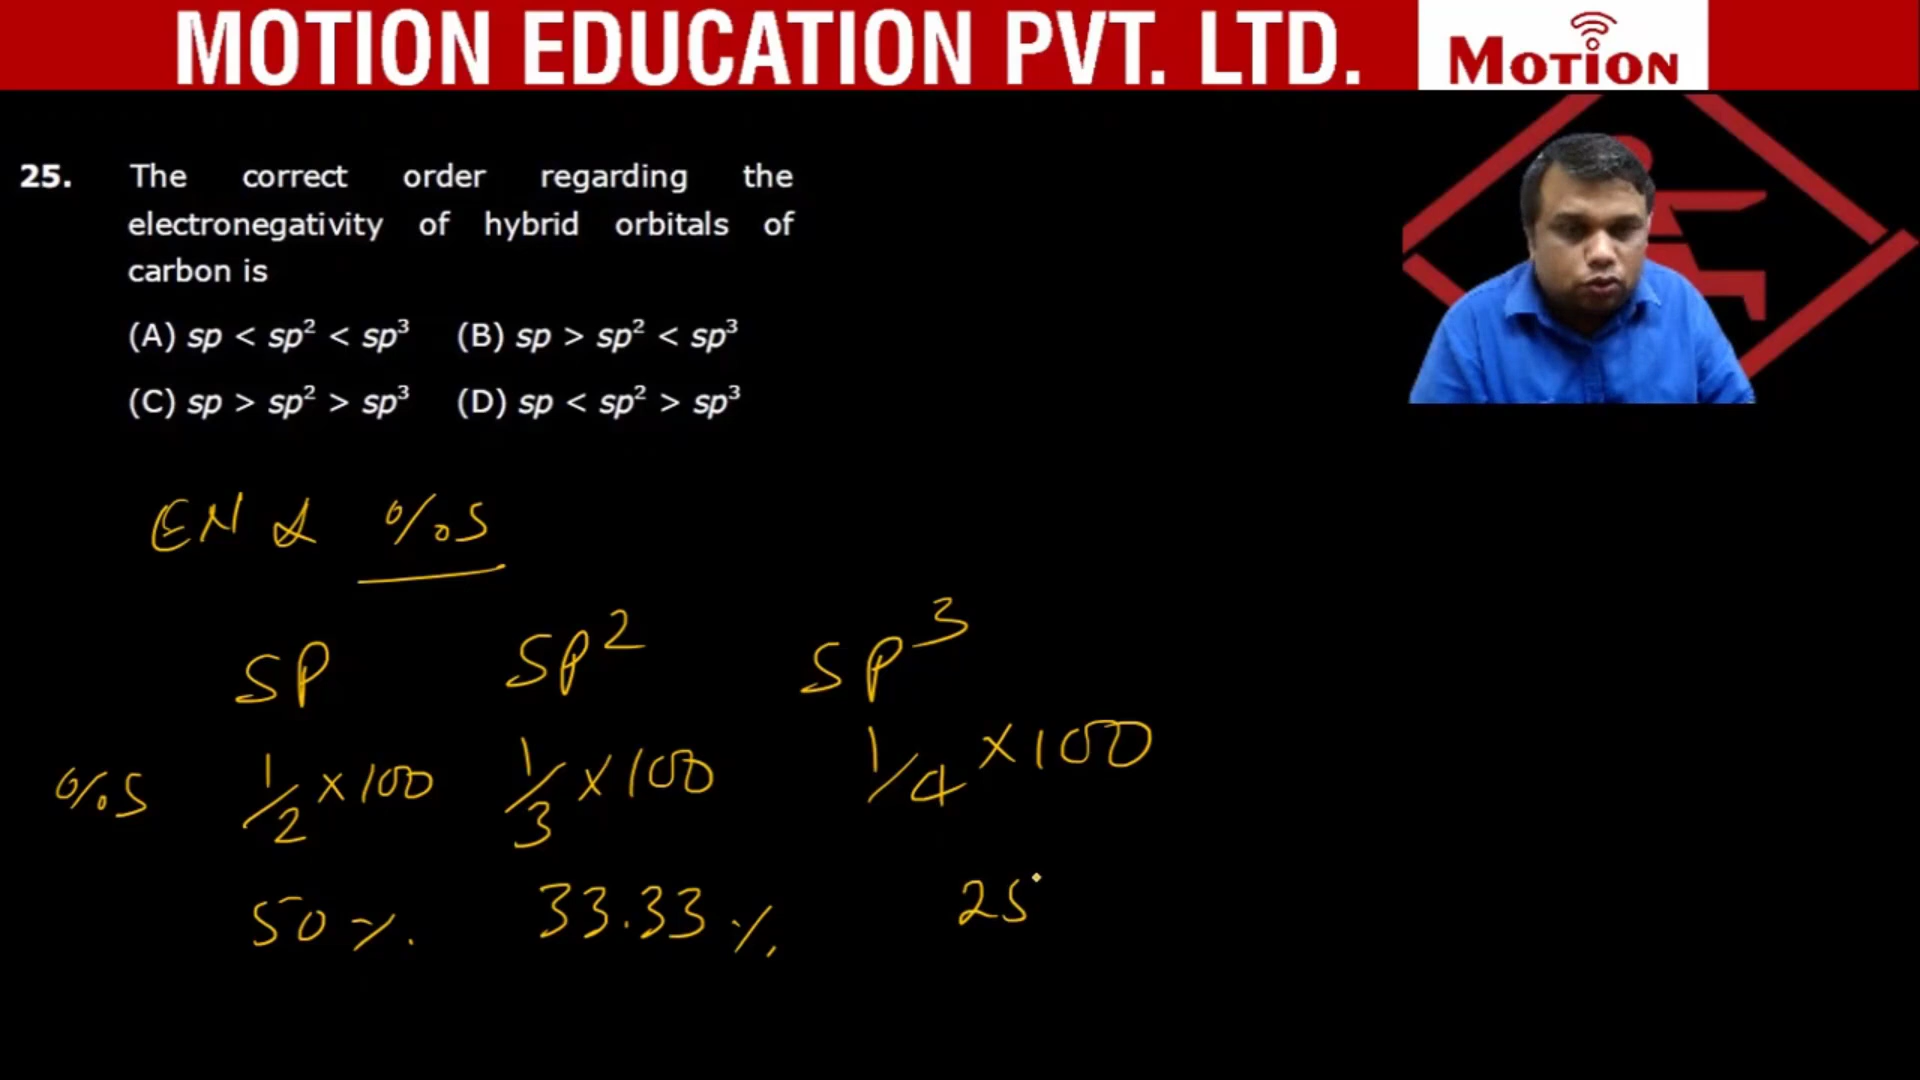 MOTION EDUCATION PVT. LTD.
MOTION
25. The correct order regarding the
electronegativity of hybrid orbitals of
carbon is
(A) sp < sp² < sp³ (B) sp > sp² < sp³
(C) sp > sp² > sp³ (D) sp < sp² > sp³
EN ∝ %S
SP SP² SP³
%S 1/2 × 100 1/3 × 100 1/4 × 100
50 %. 33.33 %. 25